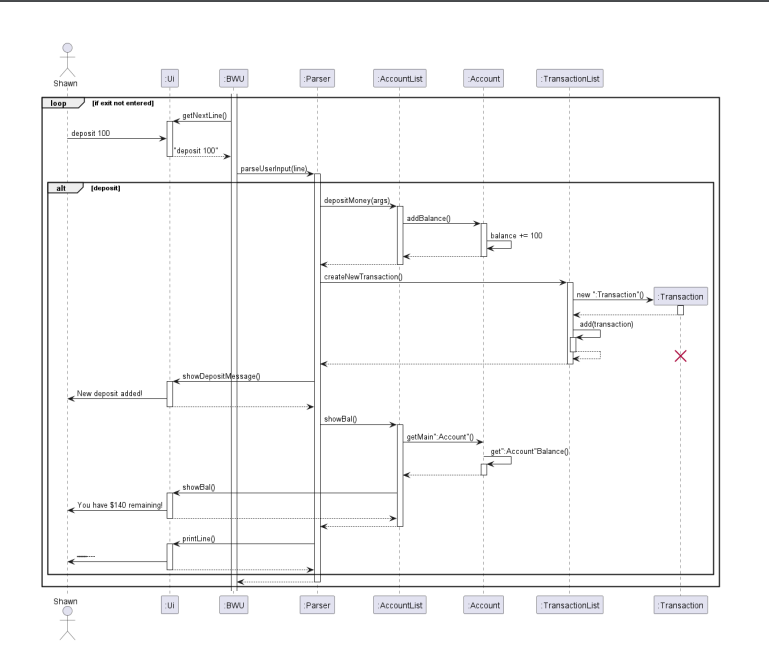 Shawn
:Ui
:BWU
:Parser
:AccountList
:Account
:TransactionList
loop
[if exit not entered]
getNextLine()
deposit 100
"deposit 100"
parseUserInput(line)
alt
[deposit]
depositMoney(args)
addBalance()
balance += 100
createNewTransaction()
new ":Transaction"()
:Transaction
add(transaction)
showDepositMessage()
New deposit added!
showBal()
getMain":Account"()
get":Account"Balance()
showBal()
You have $140 remaining!
printLine()
Shawn
:Ui
:BWU
:Parser
:AccountList
:Account
:TransactionList
:Transaction